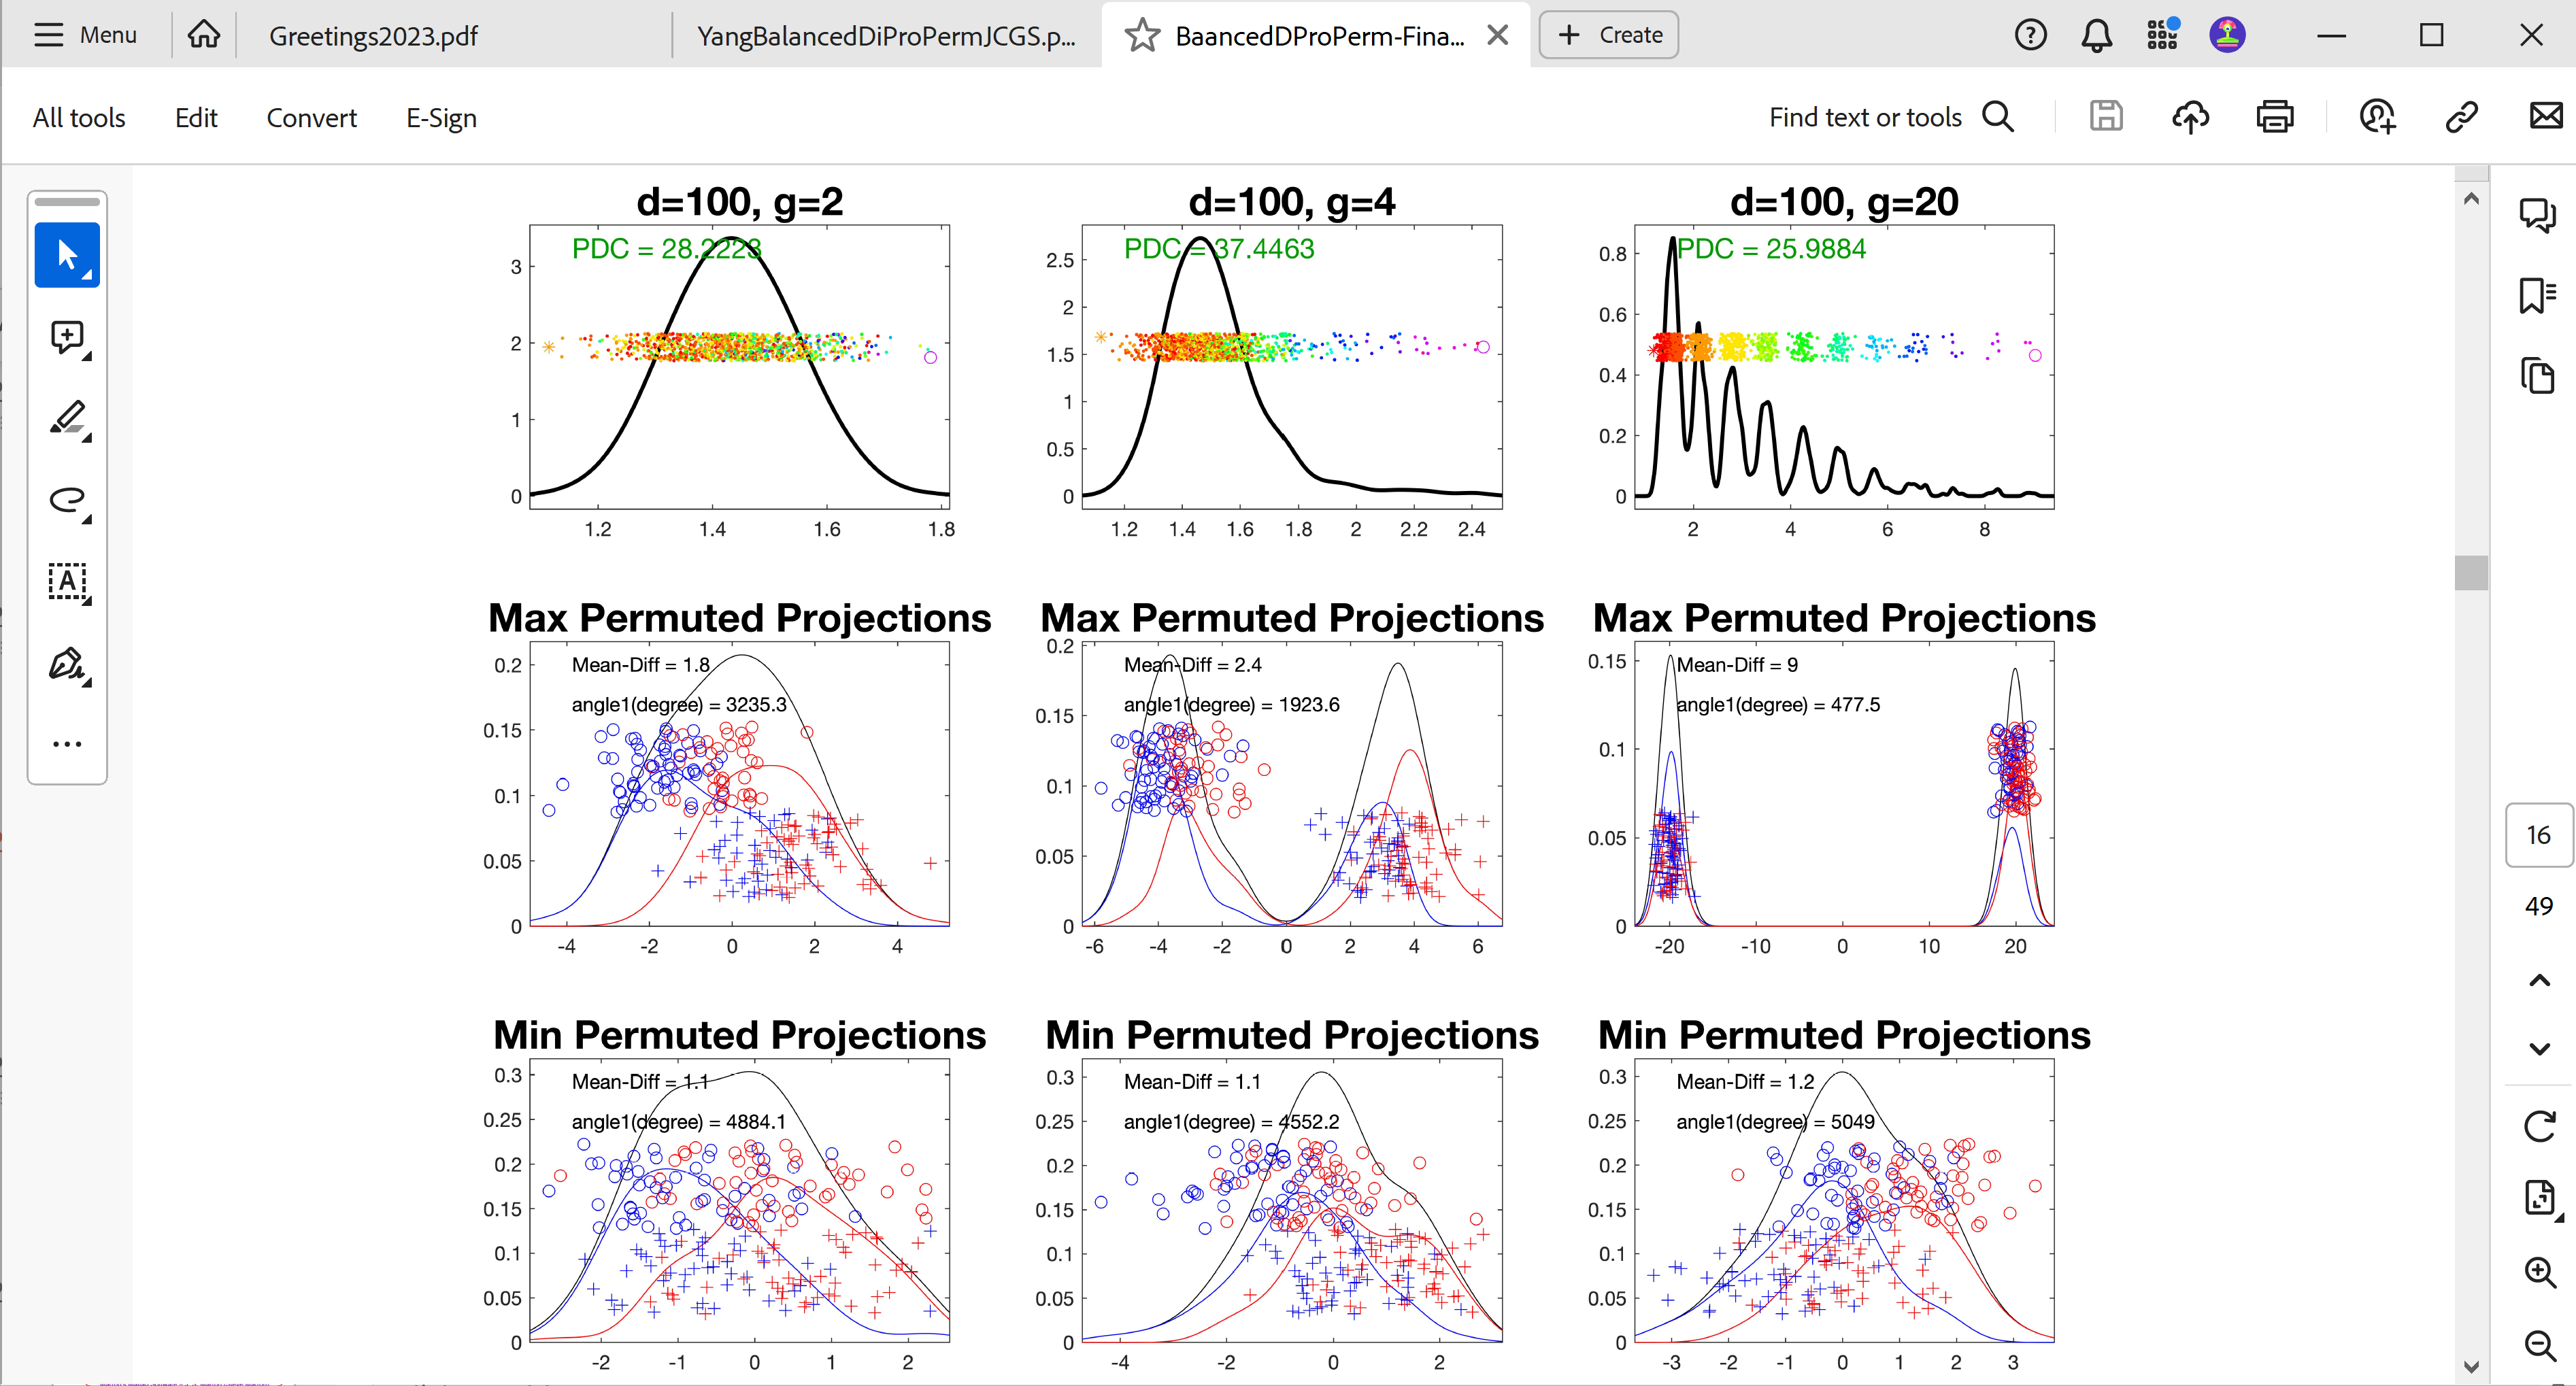 Menu
Greetings2023.pdf
YangBalancedDiProPermJCGS.p...
BaancedDProPerm-Fina...
Create
All tools
Edit
Convert
E-Sign
Find text or tools
d=100, g=2
d=100, g=4
d=100, g=20
PDC = 28.2223
3
2
1
0
1.2 1.4 1.6 1.8
PDC = 37.4463
2.5
2
1.5
1
0.5
0
1.2 1.4 1.6 1.8 2 2.2 2.4
PDC = 25.9884
0.8
0.6
0.4
0.2
0
2 4 6 8
Max Permuted Projections
Max Permuted Projections
Max Permuted Projections
Mean-Diff = 1.8
angle1(degree) = 3235.3
0.2
0.15
0.1
0.05
0
-4 -2 0 2 4
Mean-Diff = 2.4
angle1(degree) = 1923.6
0.2
0.15
0.1
0.05
0
-6 -4 -2 0 2 4 6
Mean-Diff = 9
angle1(degree) = 477.5
0.15
0.1
0.05
0
-20 -10 0 10 20
Min Permuted Projections
Min Permuted Projections
Min Permuted Projections
Mean-Diff = 1.1
angle1(degree) = 4884.1
0.3
0.25
0.2
0.15
0.1
0.05
0
-2 -1 0 1 2
Mean-Diff = 1.1
angle1(degree) = 4552.2
0.3
0.25
0.2
0.15
0.1
0.05
0
-4 -2 0 2
Mean-Diff = 1.2
angle1(degree) = 5049
0.3
0.25
0.2
0.15
0.1
0.05
0
-3 -2 -1 0 1 2 3
16
49